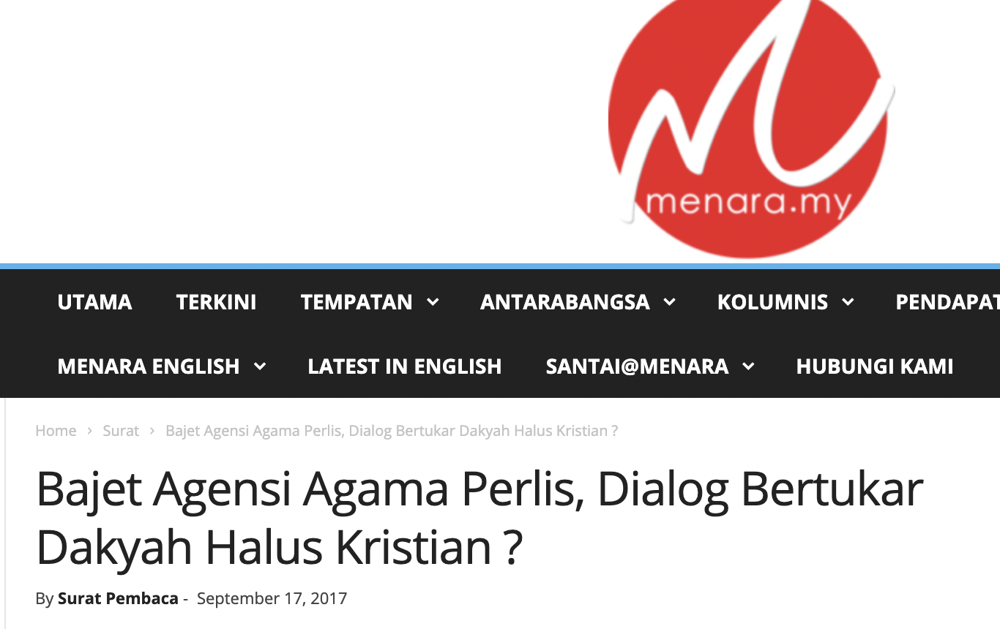 menara.my
UTAMA TERKINI TEMPATAN ANTARABANGSA KOLUMNIS PENDAPAT
MENARA ENGLISH LATEST IN ENGLISH SANTAI@MENARA HUBUNGI KAMI
Home > Surat > Bajet Agensi Agama Perlis, Dialog Bertukar Dakyah Halus Kristian ?
Bajet Agensi Agama Perlis, Dialog Bertukar
Dakyah Halus Kristian ?
By Surat Pembaca - September 17, 2017